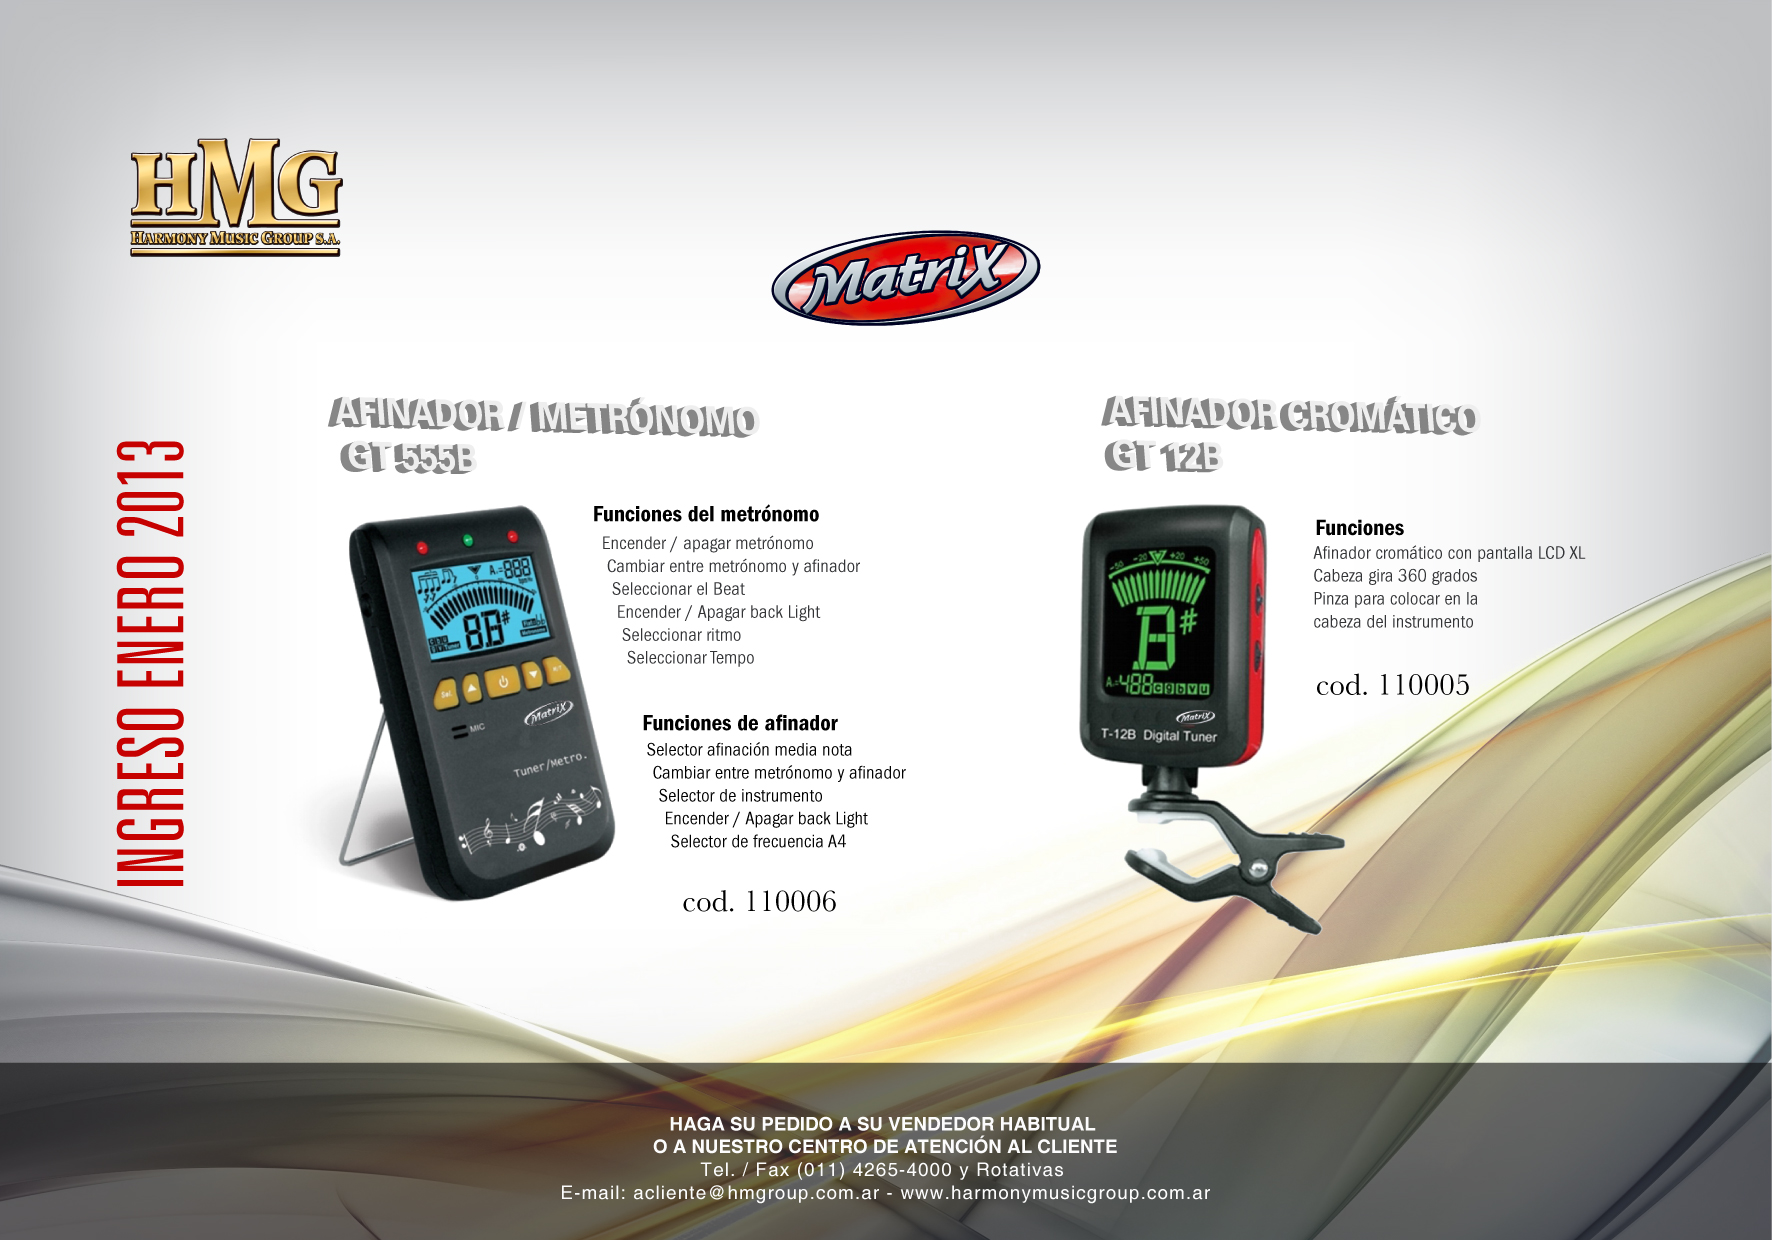 HMG
HARMONY MUSIC GROUP S.A.
MatriX
INGRESO ENERO 2013
AFINADOR / METRÓNOMO
GT 555B
Funciones del metrónomo
Encender / apagar metrónomo
Cambiar entre metrónomo y afinador
Seleccionar el Beat
Encender / Apagar back Light
Seleccionar ritmo
Seleccionar Tempo
Funciones de afinador
Selector afinación media nota
Cambiar entre metrónomo y afinador
Selector de instrumento
Encender / Apagar back Light
Selector de frecuencia A4
cod. 110006
MIC
MatriX
Tuner/Metro.
AFINADOR CROMÁTICO
GT 12B
Funciones
Afinador cromático con pantalla LCD XL
Cabeza gira 360 grados
Pinza para colocar en la
cabeza del instrumento
cod. 110005
-50 -20 +20 +50
B#
A.=488cgbvu
MatriX
T-12B Digital Tuner
HAGA SU PEDIDO A SU VENDEDOR HABITUAL
O A NUESTRO CENTRO DE ATENCIÓN AL CLIENTE
Tel. / Fax (011) 4265-4000 y Rotativas
E-mail: acliente@hmgroup.com.ar - www.harmonymusicgroup.com.ar